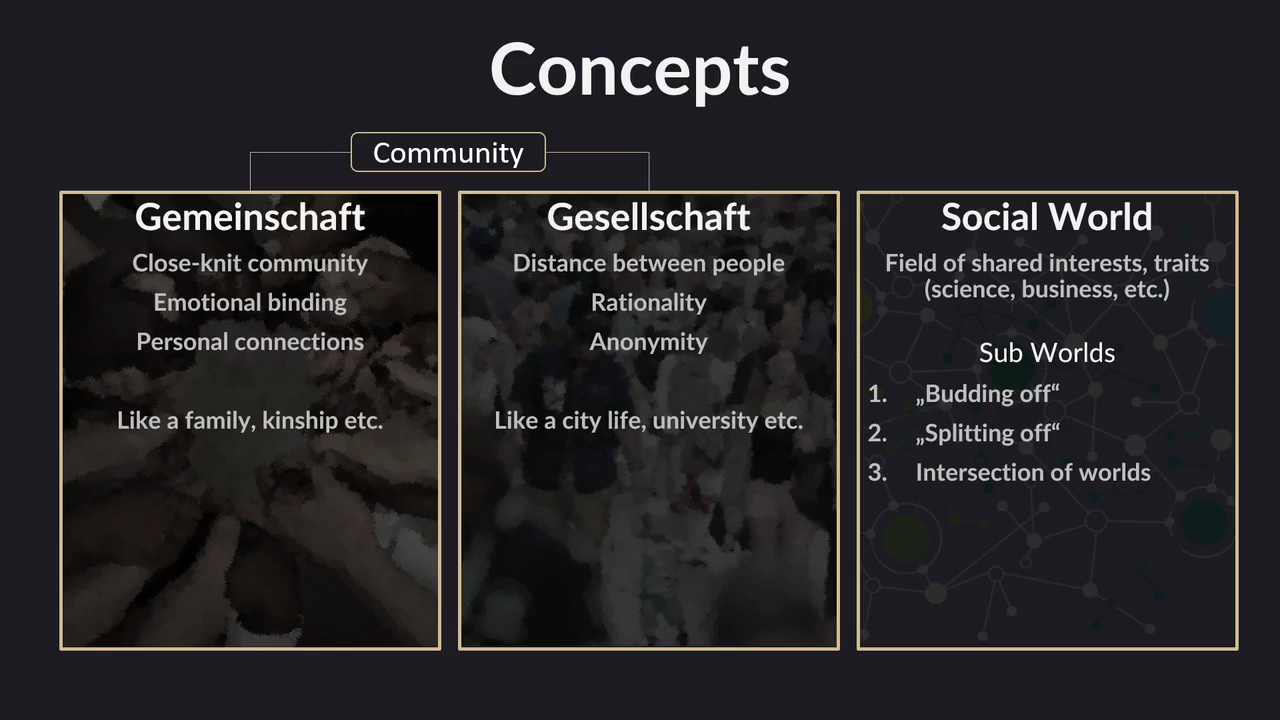 Concepts
Community
Gemeinschaft
Close-knit community
Emotional binding
Personal connections
Like a family, kinship etc.
Gesellschaft
Distance between people
Rationality
Anonymity
Like a city life, university etc.
Social World
Field of shared interests, traits
(science, business, etc.)
Sub Worlds
1. „Budding off“
2. „Splitting off“
3. Intersection of worlds